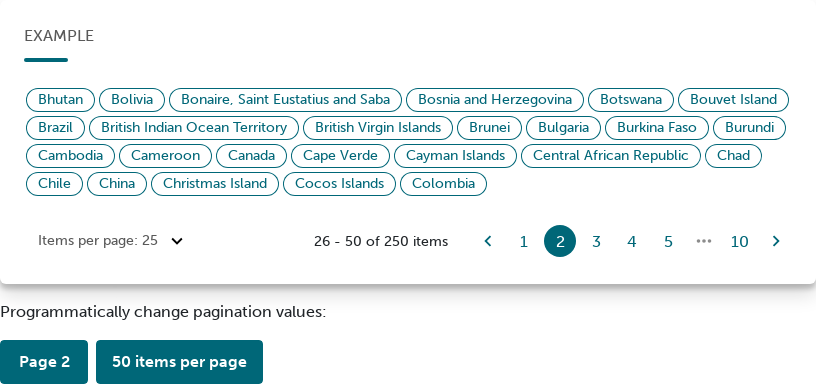 EXAMPLE
Bhutan Bolivia Bonaire, Saint Eustatius and Saba Bosnia and Herzegovina Botswana Bouvet Island
Brazil British Indian Ocean Territory British Virgin Islands Brunei Bulgaria Burkina Faso Burundi
Cambodia Cameroon Canada Cape Verde Cayman Islands Central African Republic Chad
Chile China Christmas Island Cocos Islands Colombia
Items per page: 25 26 - 50 of 250 items 1 2 3 4 5 ••• 10
Programmatically change pagination values:
Page 2 50 items per page